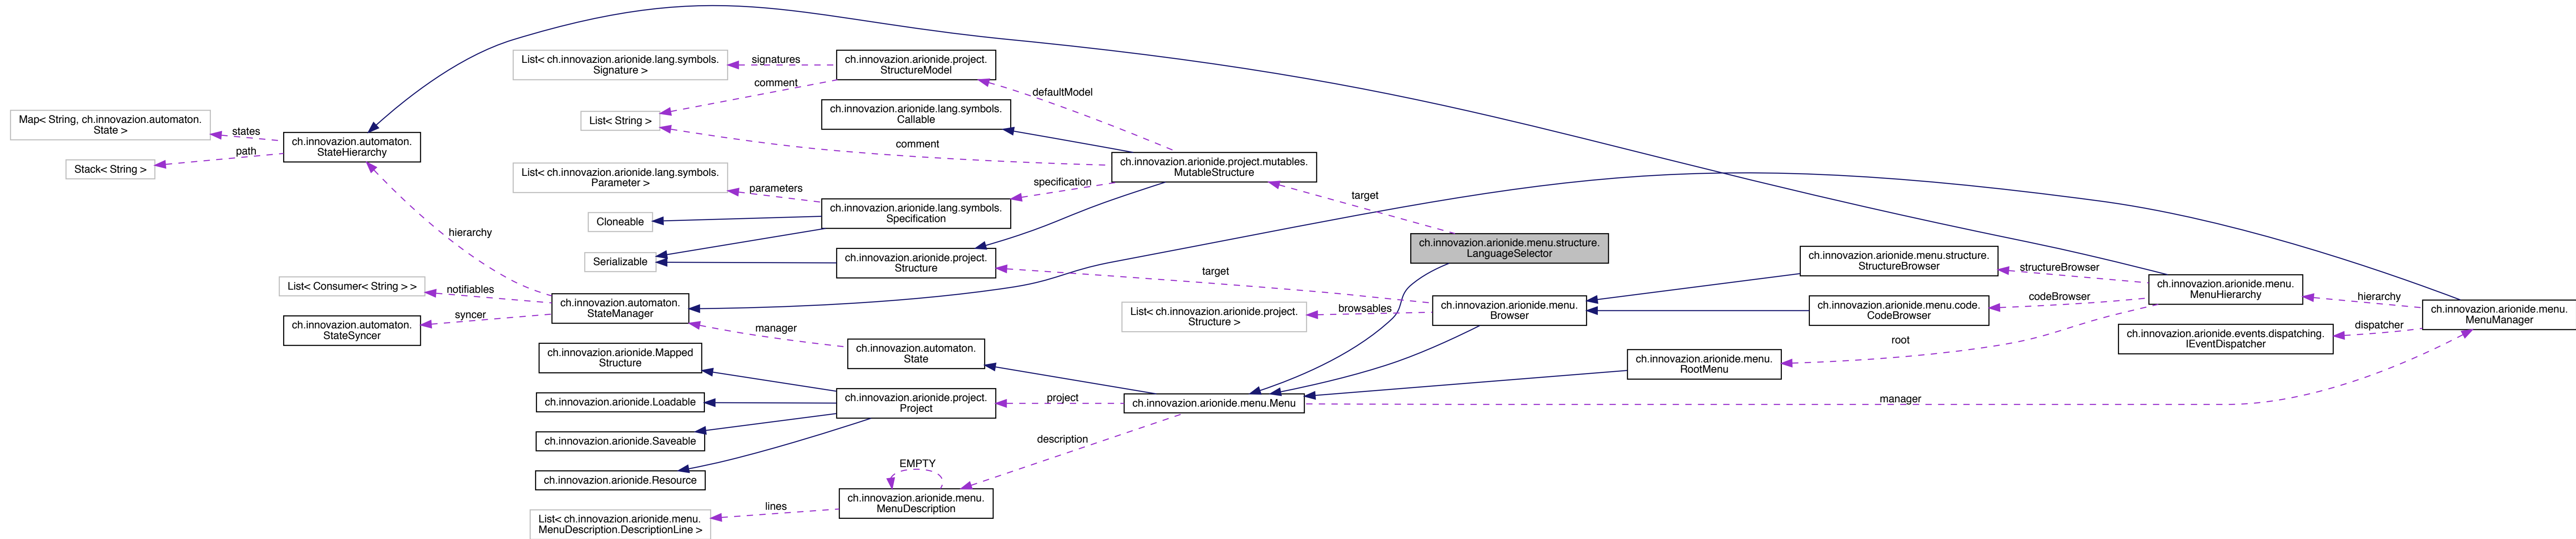 List< ch.innovazion.arionide.lang.symbols.
Signature >
signatures
ch.innovazion.arionide.project.
StructureModel
comment
defaultModel
Map< String, ch.innovazion.automaton.
State >
states
ch.innovazion.automaton.
StateHierarchy
path
Stack< String >
List< String >
ch.innovazion.arionide.lang.symbols.
Callable
comment
ch.innovazion.arionide.project.mutables.
MutableStructure
List< ch.innovazion.arionide.lang.symbols.
Parameter >
parameters
specification
target
ch.innovazion.arionide.lang.symbols.
Specification
Cloneable
hierarchy
Serializable
ch.innovazion.arionide.project.
Structure
ch.innovazion.arionide.menu.structure.
LanguageSelector
target
ch.innovazion.arionide.menu.structure.
StructureBrowser
structureBrowser
List< Consumer< String > >
notifiables
ch.innovazion.automaton.
StateManager
syncer
ch.innovazion.automaton.
StateSyncer
List< ch.innovazion.arionide.project.
Structure >
browsables
ch.innovazion.arionide.menu.
Browser
ch.innovazion.arionide.menu.code.
CodeBrowser
codeBrowser
ch.innovazion.arionide.menu.
MenuHierarchy
hierarchy
ch.innovazion.arionide.menu.
MenuManager
dispatcher
ch.innovazion.arionide.events.dispatching.
IEventDispatcher
root
manager
ch.innovazion.automaton.
State
ch.innovazion.arionide.Mapped
Structure
ch.innovazion.arionide.menu.
RootMenu
ch.innovazion.arionide.Loadable
ch.innovazion.arionide.project.
Project
project
ch.innovazion.arionide.menu.Menu
manager
ch.innovazion.arionide.Saveable
description
ch.innovazion.arionide.Resource
EMPTY
ch.innovazion.arionide.menu.
MenuDescription
lines
List< ch.innovazion.arionide.menu.
MenuDescription.DescriptionLine >